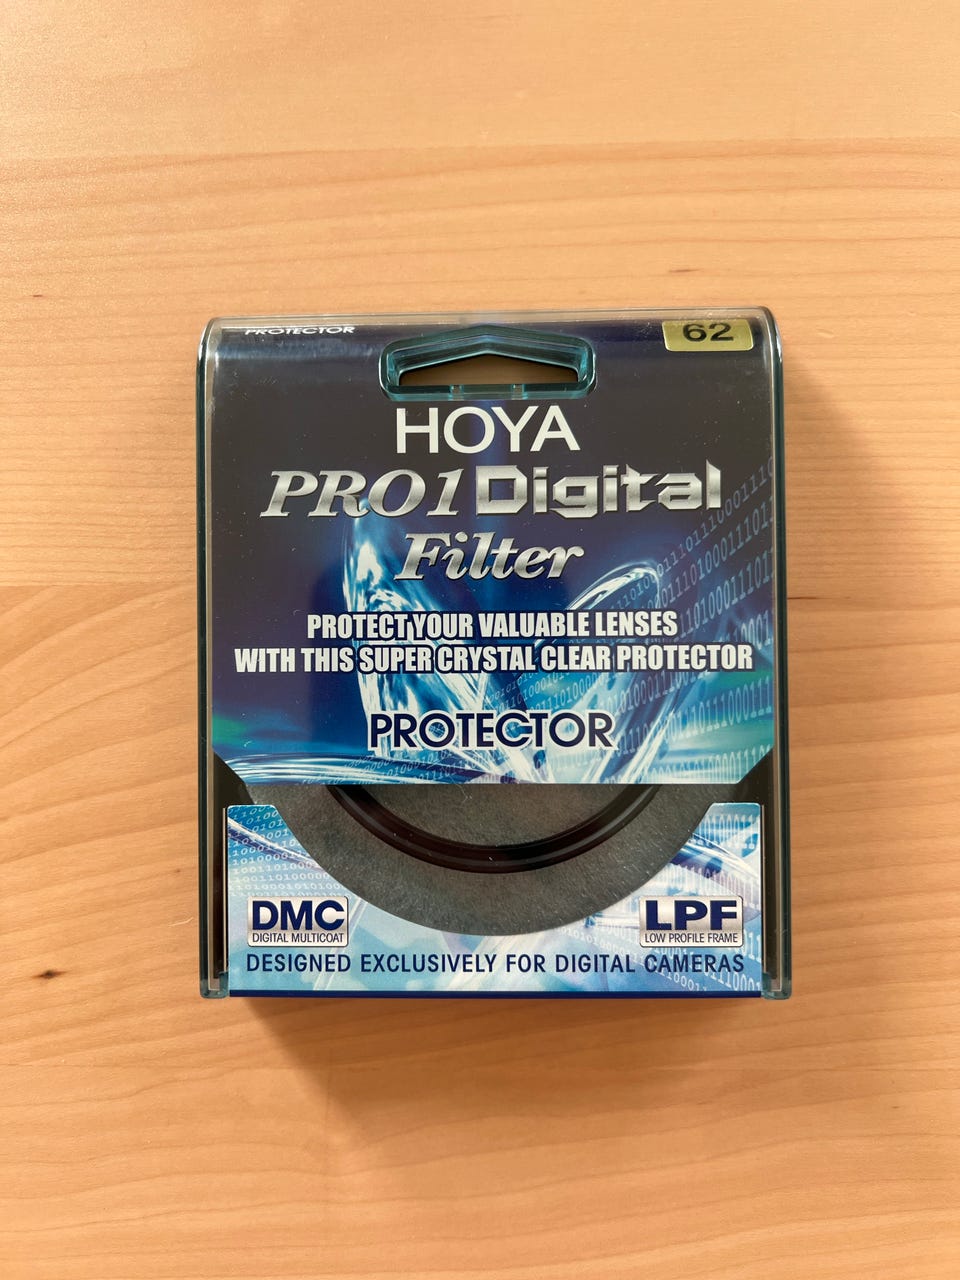 PROTECTOR
62
HOYA
PRO1 Digital
Filter
PROTECT YOUR VALUABLE LENSES
WITH THIS SUPER CRYSTAL CLEAR PROTECTOR
PROTECTOR
DMC
DIGITAL MULTICOAT
LPF
LOW PROFILE FRAME
DESIGNED EXCLUSIVELY FOR DIGITAL CAMERAS